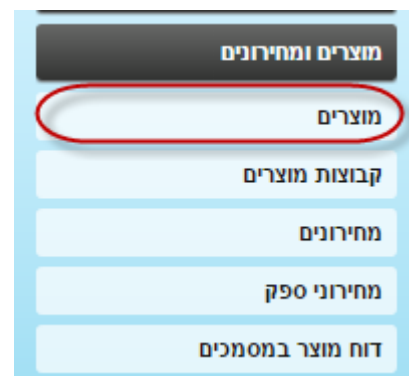 מוצרים ומחירונים
מוצרים
קבוצות מוצרים
מחירונים
מחירוני ספק
דוח מוצר במסמכים